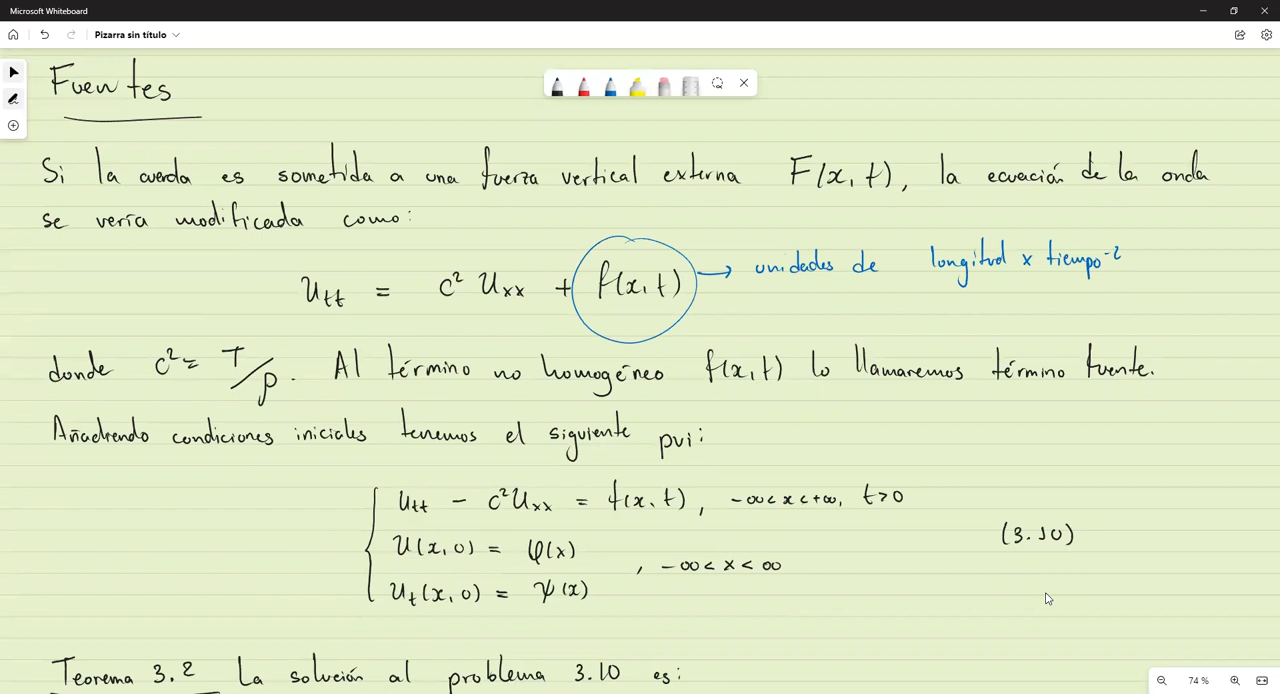 Microsoft Whiteboard
Pizarra sin título
Fuentes
Si la cuerda es sometida a una fuerza vertical externa F(x,t), la ecuación de la onda
se vería modificada como:
u_tt = c² u_xx + f(x,t) → unidades de longitud x tiempo⁻²
donde c² = T/ρ. Al término no homogéneo f(x,t) lo llamaremos término fuente.
Añadiendo condiciones iniciales tenemos el siguiente pvi:
u_tt - c² u_xx = f(x,t), -∞<x<+∞, t>0
u(x,0) = φ(x)
, -∞<x<∞
u_t(x,0) = ψ(x)
(3.10)
Teorema 3.2 La solución al problema 3.10 es:
74 %